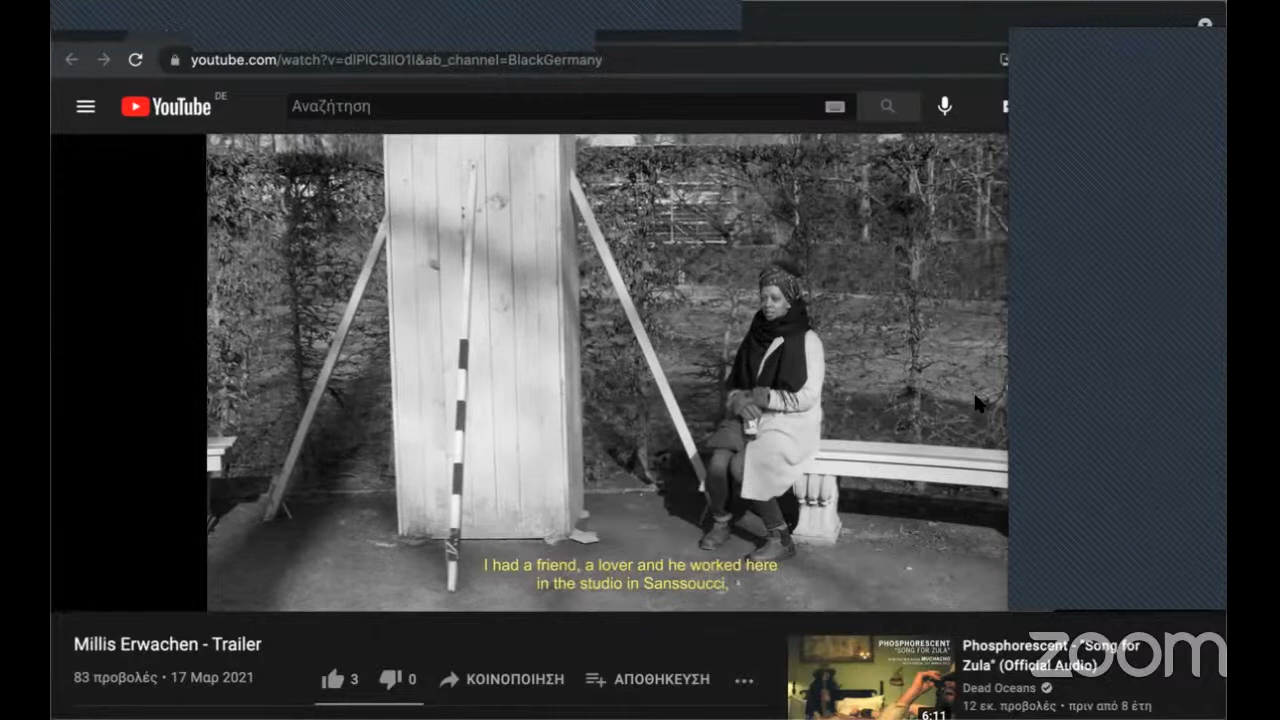 youtube.com/watch?v=dlPlC3IIO1I&ab_channel=BlackGermany
YouTube DE
Αναζήτηση
I had a friend, a lover and he worked here
in the studio in Sanssoucci,
Millis Erwachen - Trailer
83 προβολές • 17 Μαρ 2021
3
0
ΚΟΙΝΟΠΟΙΗΣΗ
ΑΠΟΘΗΚΕΥΣΗ
PHOSPHORESCENT
"SONG FOR ZULA"
6:11
Phosphorescent - "Song for
Zula" (Official Audio)
Dead Oceans
12 εκ. προβολές • πριν από 8 έτη
zoom